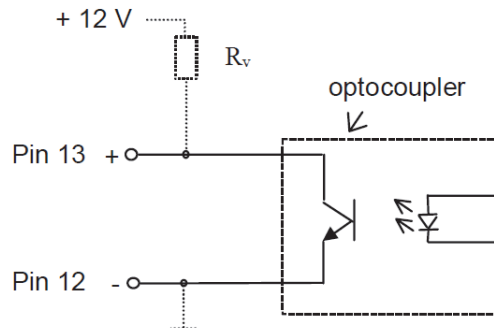 + 12 V
Rv
optocoupler
Pin 13 +
Pin 12 -